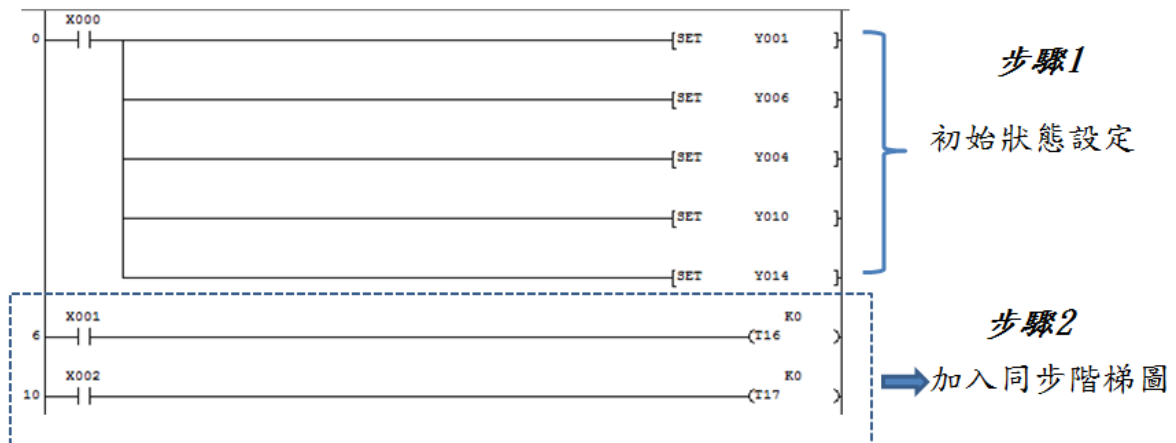 X000
0 [SET Y001 ]
步驟1
[SET Y006 ]
初始狀態設定
[SET Y004 ]
[SET Y010 ]
[SET Y014 ]
X001 K0
6 (T16 )
步驟2
X002 K0
加入同步階梯圖
10 (T17 )